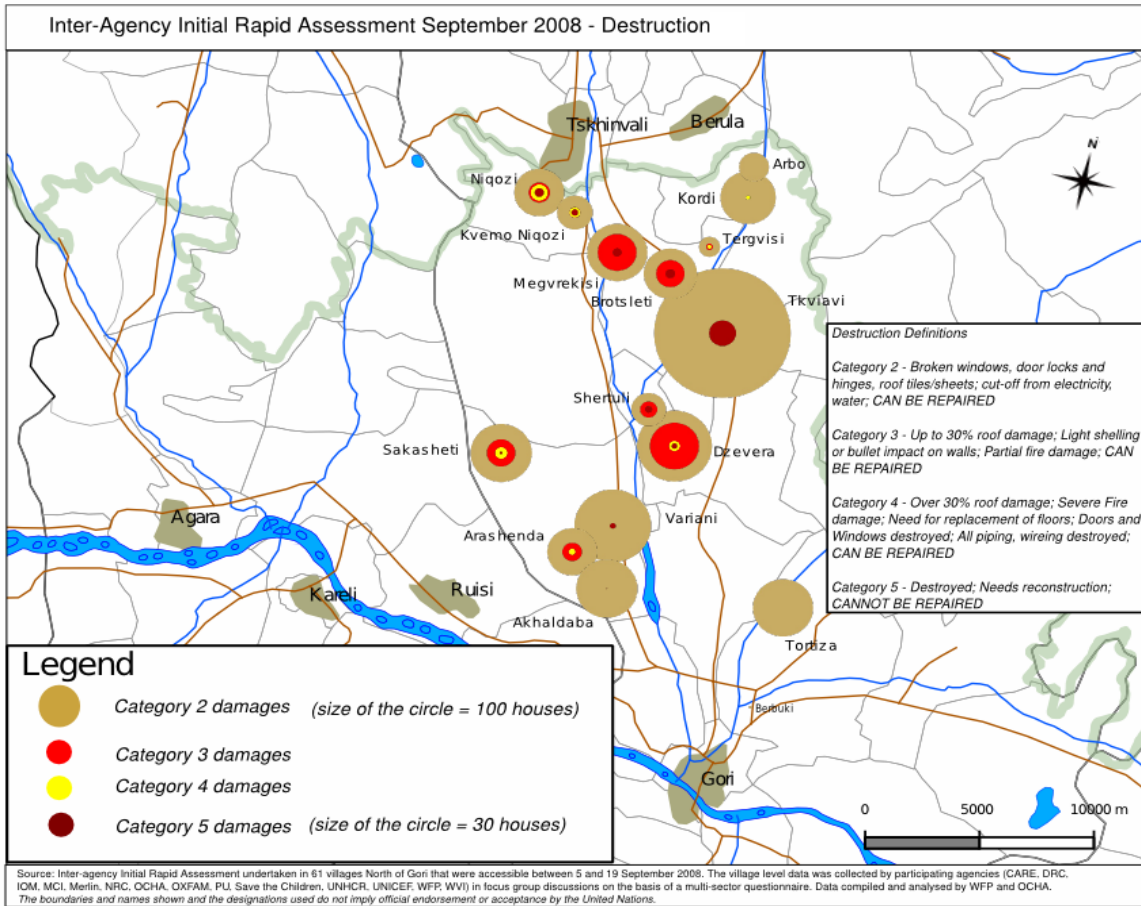 Inter-Agency Initial Rapid Assessment September 2008 - Destruction
Tskhinvali
Berula
N
Arbo
Niqozi
Kordi
Kvemo Niqozi
Tergvisi
Megvrekisi
Brotsleti
Tkviavi
Destruction Definitions
Category 2 - Broken windows, door locks and
hinges, roof tiles/sheets; cut-off from electricity,
water; CAN BE REPAIRED
Category 3 - Up to 30% roof damage; Light shelling
or bullet impact on walls; Partial fire damage; CAN
BE REPAIRED
Category 4 - Over 30% roof damage; Severe Fire
damage; Need for replacement of floors; Doors and
Windows destroyed; All piping, wireing destroyed;
CAN BE REPAIRED
Category 5 - Destroyed; Needs reconstruction;
CANNOT BE REPAIRED
Shertuli
Sakasheti
Dzevera
Agara
Variani
Arashenda
Kareli
Ruisi
Akhaldaba
Tortiza
Berbuki
Gori
Legend
Category 2 damages (size of the circle = 100 houses)
Category 3 damages
Category 4 damages
Category 5 damages (size of the circle = 30 houses)
0 5000 10000 m
Source: Inter-agency Initial Rapid Assessment undertaken in 61 villages North of Gori that were accessible between 5 and 19 September 2008. The village level data was collected by participating agencies (CARE, DRC,
IOM, MCI, Merlin, NRC, OCHA, OXFAM, PU, Save the Children, UNHCR, UNICEF, WFP, WVI) in focus group discussions on the basis of a multi-sector questionnaire. Data compiled and analysed by WFP and OCHA.
The boundaries and names shown and the designations used do not imply official endorsement or acceptance by the United Nations.